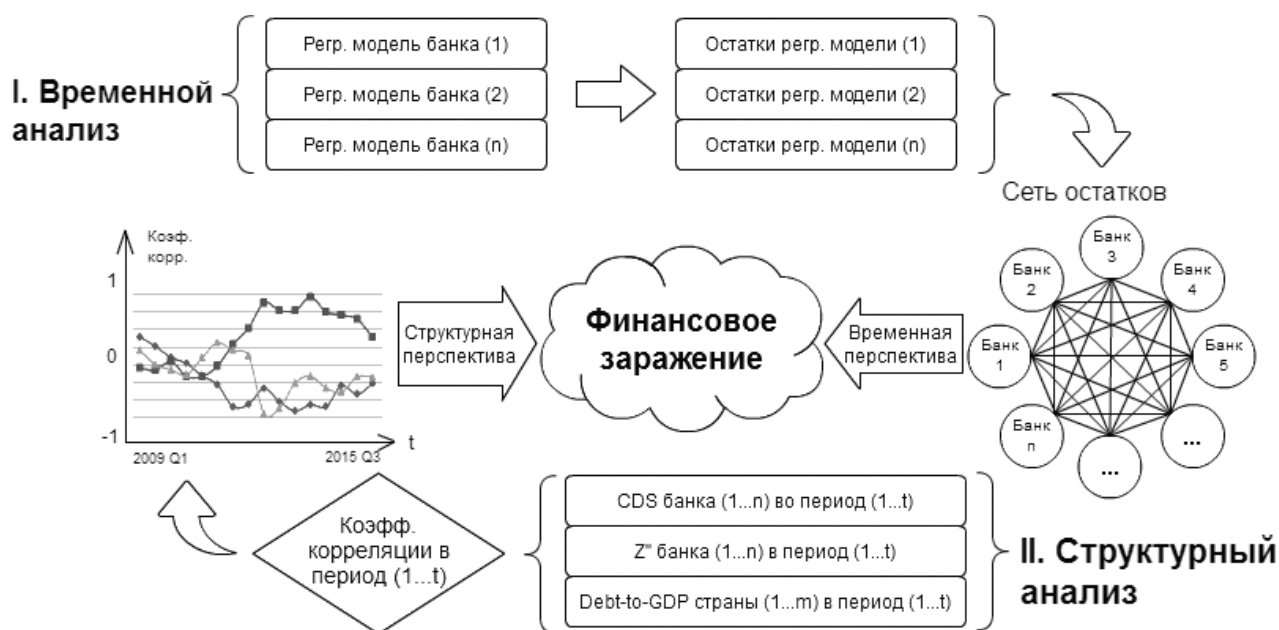 I. Временной
анализ
Регр. модель банка (1)
Регр. модель банка (2)
Регр. модель банка (n)
Остатки регр. модели (1)
Остатки регр. модели (2)
Остатки регр. модели (n)
Сеть остатков
Банк
1
Банк
2
Банк
3
Банк
4
Банк
5
...
...
Банк
n
Коэф.
корр.
1
0
-1
2009 Q1
2015 Q3
t
Структурная
перспектива
Финансовое
заражение
Временная
перспектива
Коэфф.
корреляции в
период (1...t)
CDS банка (1...n) во период (1...t)
Z" банка (1...n) в период (1...t)
Debt-to-GDP страны (1...m) в период (1...t)
II. Структурный
анализ